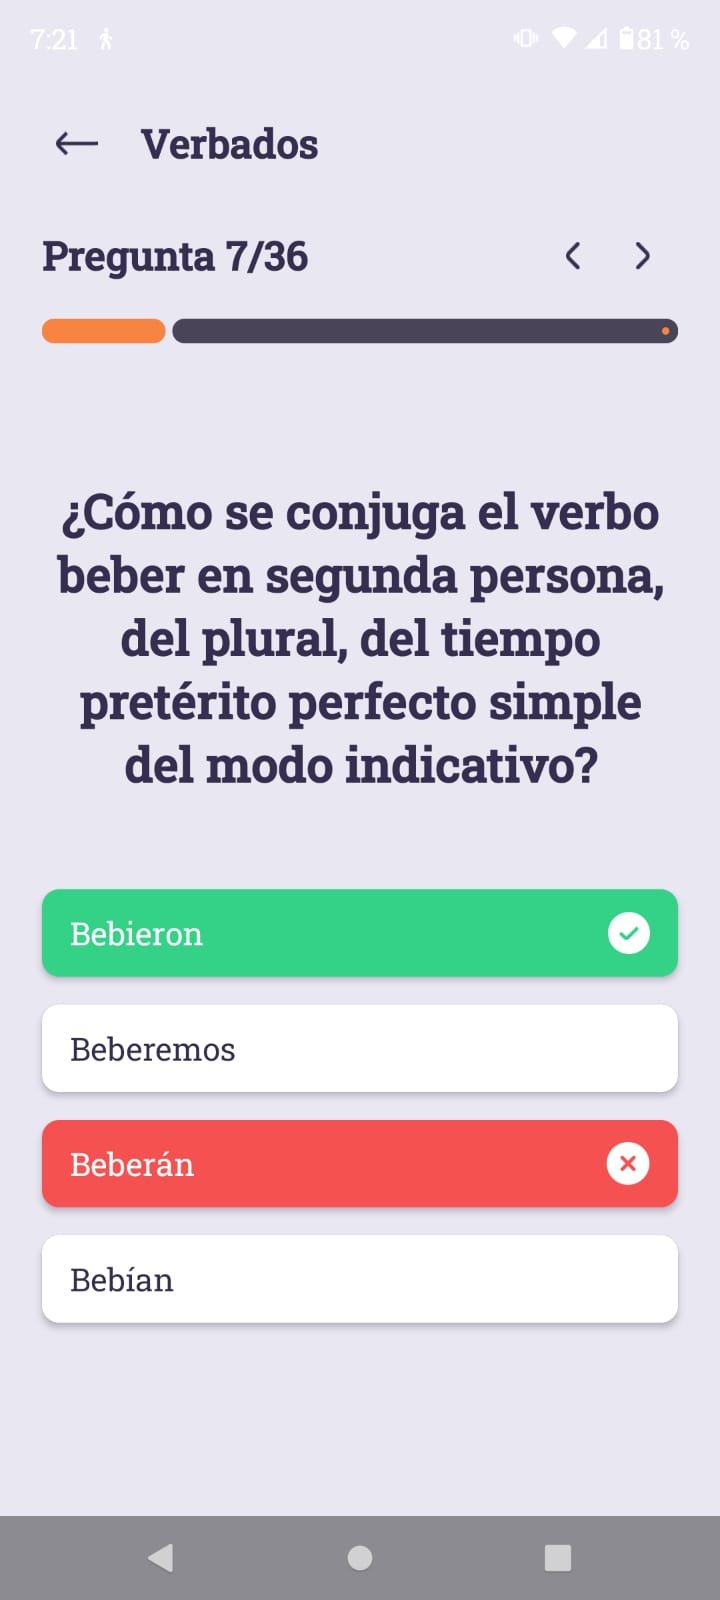 7:21
81 %
Verbados
Pregunta 7/36
¿Cómo se conjuga el verbo
beber en segunda persona,
del plural, del tiempo
pretérito perfecto simple
del modo indicativo?
Bebieron
Beberemos
Beberán
Bebían